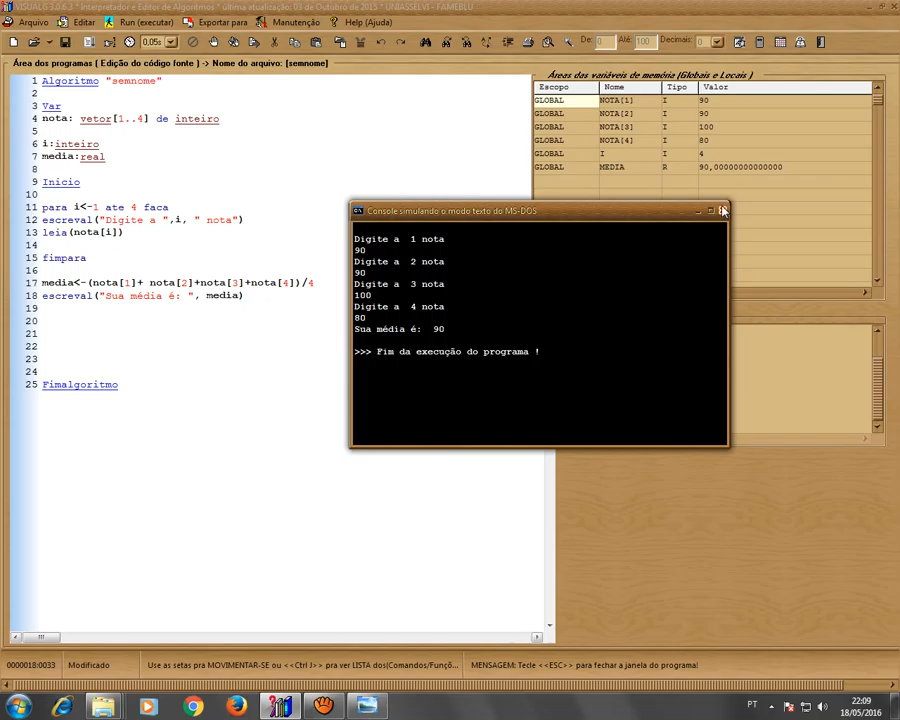 VISUALG 3.0.6.3 * Interpretador e Editor de Algoritmos * última atualização: 03 de Outubro de 2015 * UNIASSELVI - FAMEBLU
Arquivo Editar Run (executar) Exportar para Manutenção Help (Ajuda)
0,05s De: 0 Até: 100 Decimais: 0
Área dos programas ( Edição do código fonte ) -> Nome do arquivo: [semnome]
1 Algoritmo "semnome"
2
3 Var
4 nota: vetor[1..4] de inteiro
5
6 i:inteiro
7 media:real
8
9 Inicio
10
11 para i<-1 ate 4 faca
12 escreval("Digite a ",i, " nota")
13 leia(nota[i])
14
15 fimpara
16
17 media<-(nota[1]+ nota[2]+nota[3]+nota[4])/4
18 escreval("Sua média é: ", media)
19
20
21
22
23
24
25 Fimalgoritmo
Áreas das variáveis de memória (Globais e Locais )
Escopo Nome Tipo Valor
GLOBAL NOTA[1] I 90
GLOBAL NOTA[2] I 90
GLOBAL NOTA[3] I 100
GLOBAL NOTA[4] I 80
GLOBAL I I 4
GLOBAL MEDIA R 90,00000000000000
Console simulando o modo texto do MS-DOS
Digite a 1 nota
90
Digite a 2 nota
90
Digite a 3 nota
100
Digite a 4 nota
80
Sua média é: 90
>>> Fim da execução do programa !
0000018:0033 Modificado Use as setas pra MOVIMENTAR-SE ou <<Ctrl J>> pra ver LISTA dos(Comandos/Funçõ... MENSAGEM: Tecle <<ESC>> para fechar a janela do programa!
PT 22:09
18/05/2016